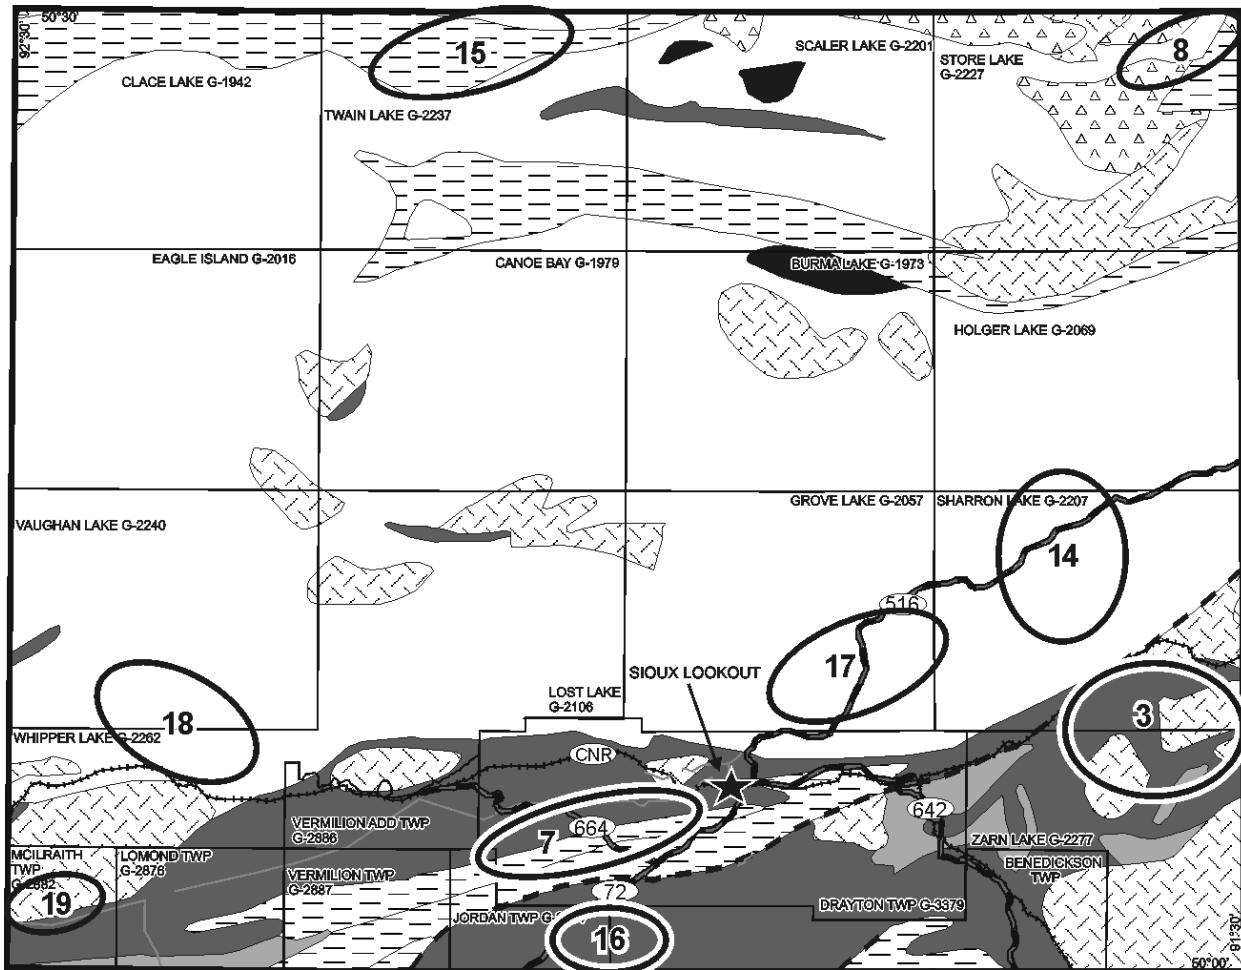 50°30'
92°30'
15
SCALER LAKE G-2201
STORE LAKE
G-2227
8
CLACE LAKE G-1942
TWAIN LAKE G-2237
EAGLE ISLAND G-2016
CANOE BAY G-1979
BURMA LAKE G-1973
HOLGER LAKE G-2069
VAUGHAN LAKE G-2240
GROVE LAKE G-2057
SHARRON LAKE G-2207
14
516
17
SIOUX LOOKOUT
LOST LAKE
G-2106
3
18
WHIPPER LAKE G-2262
CNR
VERMILION ADD TWP
G-2886
664
7
642
ZARN LAKE G-2277
BENEDICKSON
TWP
MCILRAITH
TWP
G-2882
LOMOND TWP
G-2876
VERMILION TWP
G-2887
19
72
JORDAN TWP G-
DRAYTON TWP G-3379
16
91°30'
50°00'